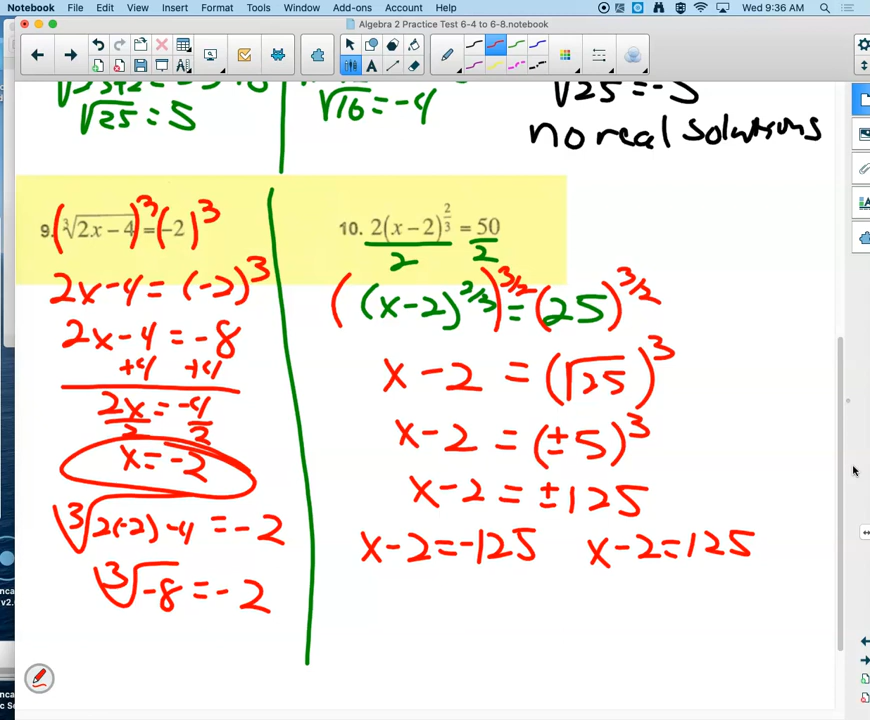 Notebook File Edit View Insert Format Tools Window Add-ons Account Help Wed 9:36 AM
Algebra 2 Practice Test 6-4 to 6-8.notebook
√25 = 5
√16 = -4
√25 = -5
no real solutions
9. (∛2x - 4)³ = (-2)³
2x - 4 = (-2)³
2x - 4 = -8
+4 +4
2x = -4
2 2
x = -2
∛2(-2) - 4 = -2
∛-8 = -2
10. 2(x - 2)^2/3 = 50
2 2
((x - 2)^2/3)^3/2 = (25)^3/2
x - 2 = (√25)³
x - 2 = (±5)³
x - 2 = ±125
x - 2 = -125 x - 2 = 125